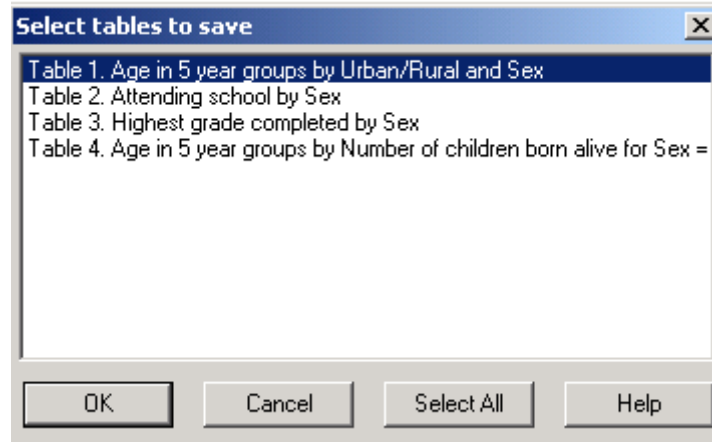 Select tables to save
Table 1. Age in 5 year groups by Urban/Rural and Sex
Table 2. Attending school by Sex
Table 3. Highest grade completed by Sex
Table 4. Age in 5 year groups by Number of children born alive for Sex =
OK Cancel Select All Help